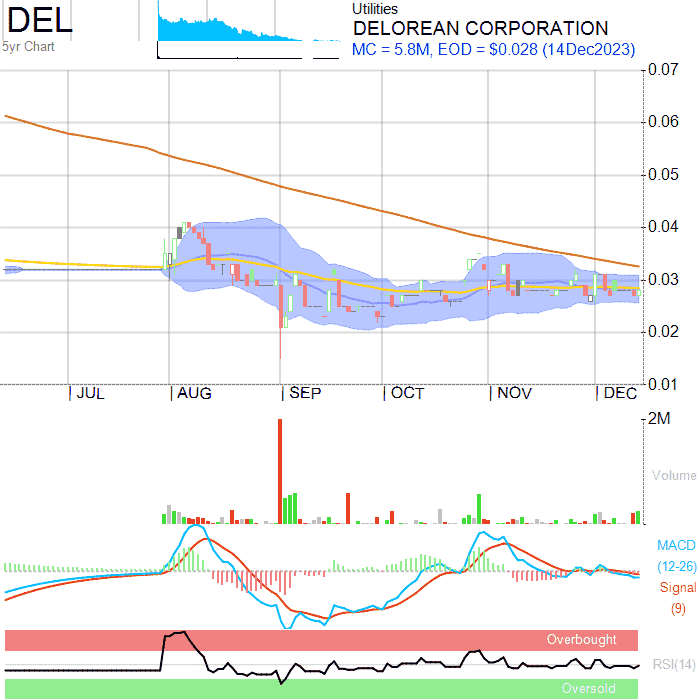 DEL
5yr Chart
Utilities
DELOREAN CORPORATION
MC = 5.8M, EOD = $0.028 (14Dec2023)
0.07
0.06
0.05
0.04
0.03
0.02
0.01
JUL AUG SEP OCT NOV DEC
2M
Volume
MACD
(12-26)
Signal
(9)
Overbought
RSI(14)
Oversold